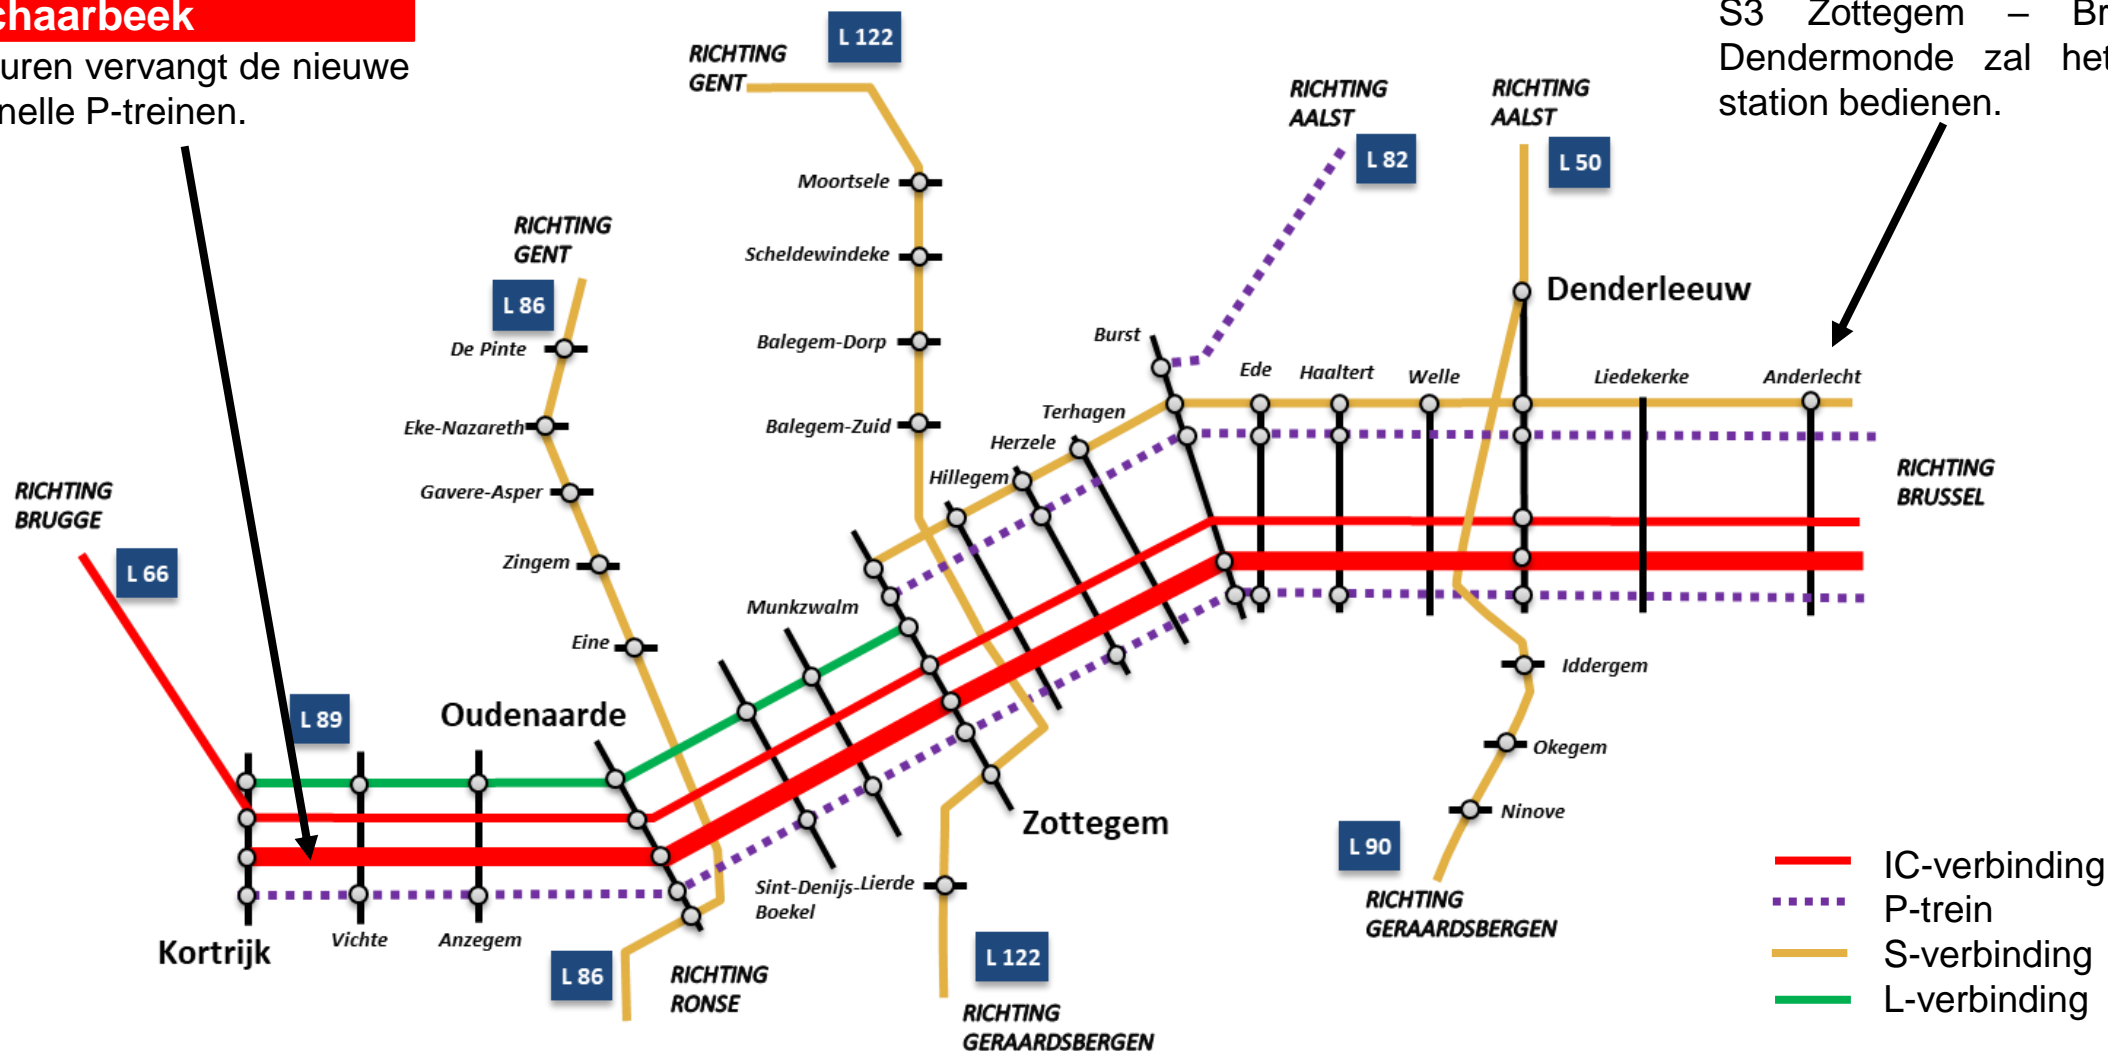 chaarbeek
uren vervangt de nieuwe
nelle P-treinen.
S3 Zottegem – Br
Dendermonde zal het
station bedienen.
RICHTING
GENT
L 122
RICHTING
AALST
L 82
RICHTING
AALST
L 50
Moortsele
Scheldewindeke
Balegem-Dorp
Balegem-Zuid
RICHTING
GENT
L 86
De Pinte
Eke-Nazareth
Gavere-Asper
Zingem
Eine
Denderleeuw
Burst
Ede
Haaltert
Welle
Liedekerke
Anderlecht
Terhagen
Herzele
Hillegem
RICHTING
BRUSSEL
RICHTING
BRUGGE
L 66
Munkzwalm
Iddergem
Okegem
Ninove
L 89
Oudenaarde
Zottegem
L 90
RICHTING
GERAARDSBERGEN
Sint-Denijs-
Boekel
Lierde
Kortrijk
Vichte
Anzegem
L 86
RICHTING
RONSE
L 122
RICHTING
GERAARDSBERGEN
IC-verbinding
P-trein
S-verbinding
L-verbinding